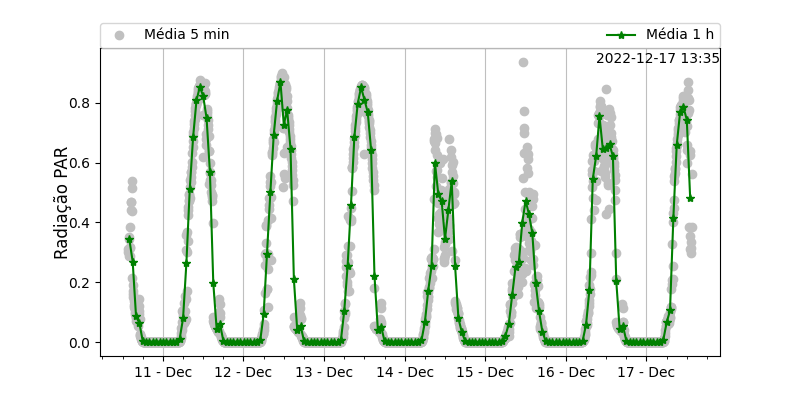 Média 5 min
Média 1 h
2022-12-17 13:35
Radiação PAR
0.8
0.6
0.4
0.2
0.0
11 - Dec
12 - Dec
13 - Dec
14 - Dec
15 - Dec
16 - Dec
17 - Dec